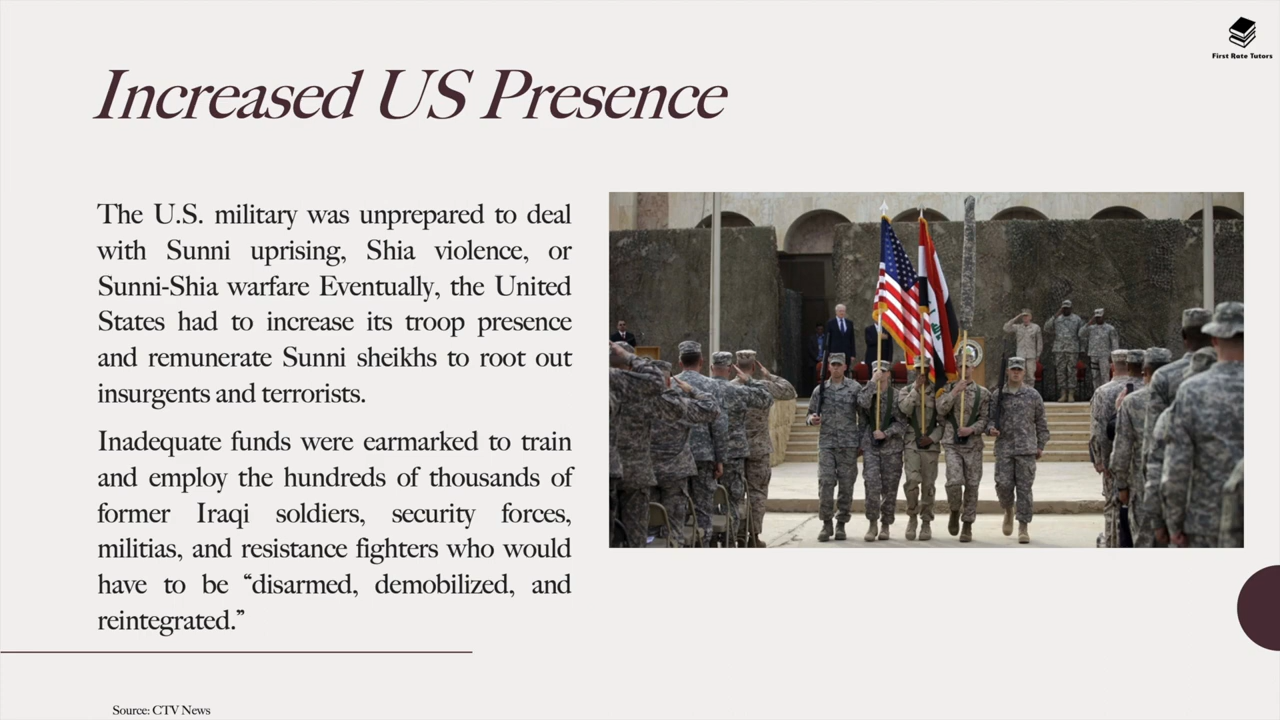 First Rate Tutors
Increased US Presence
The U.S. military was unprepared to deal
with Sunni uprising, Shia violence, or
Sunni-Shia warfare Eventually, the United
States had to increase its troop presence
and remunerate Sunni sheikhs to root out
insurgents and terrorists.
Inadequate funds were earmarked to train
and employ the hundreds of thousands of
former Iraqi soldiers, security forces,
militias, and resistance fighters who would
have to be “disarmed, demobilized, and
reintegrated.”
Source: CTV News